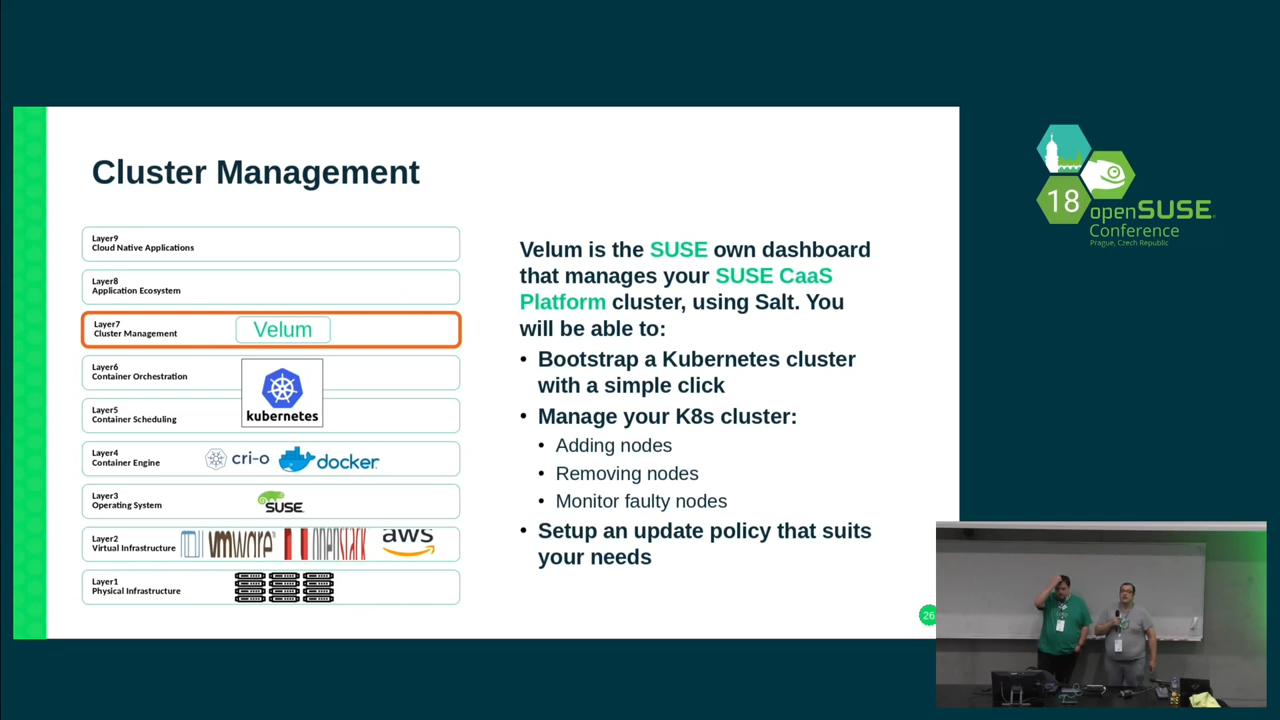 Cluster Management
Layer9
Cloud Native Applications
Layer8
Application Ecosystem
Layer7
Cluster Management
Velum
Layer6
Container Orchestration
kubernetes
Layer5
Container Scheduling
Layer4
Container Engine
cri-o
docker
Layer3
Operating System
SUSE
Layer2
Virtual Infrastructure
vmware
openstack
aws
Layer1
Physical Infrastructure
Velum is the SUSE own dashboard
that manages your SUSE CaaS
Platform cluster, using Salt. You
will be able to:
• Bootstrap a Kubernetes cluster
with a simple click
• Manage your K8s cluster:
• Adding nodes
• Removing nodes
• Monitor faulty nodes
• Setup an update policy that suits
your needs
26
18
openSUSE
Conference
Prague, Czech Republic